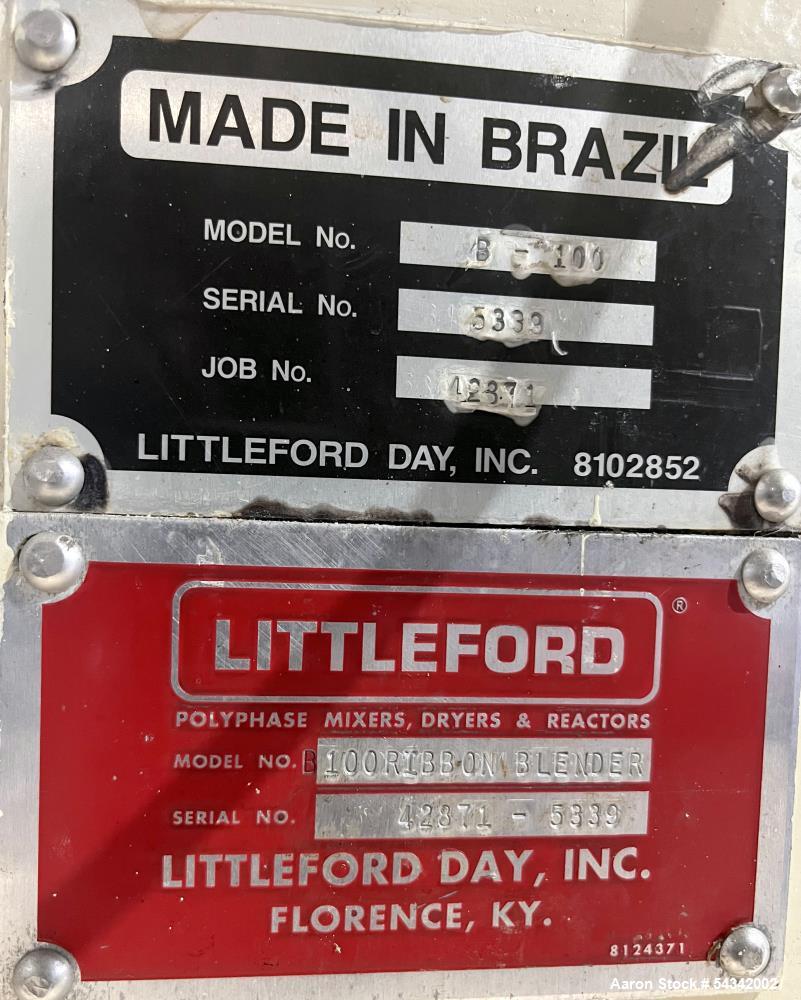 MADE IN BRAZIL
MODEL No. B - 100
SERIAL No. 5339
JOB No. 42871
LITTLEFORD DAY, INC. 8102852
LITTLEFORD ®
POLYPHASE MIXERS, DRYERS & REACTORS
MODEL NO. B100RIBBON BLENDER
SERIAL NO. 42871 - 5339
LITTLEFORD DAY, INC.
FLORENCE, KY.
8124371
Aaron Stock # 54342002